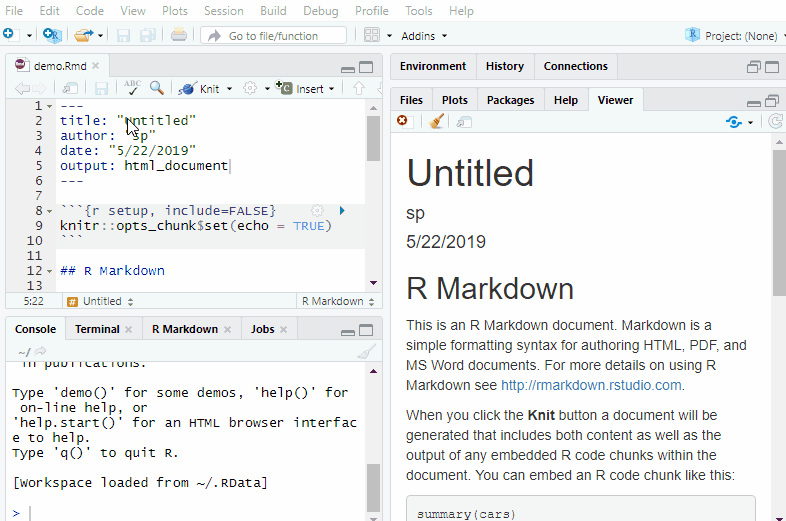 File Edit Code View Plots Session Build Debug Profile Tools Help
Go to file/function Addins Project: (None)
demo.Rmd
ABC Knit Insert
1 ---
2 title: "Untitled"
3 author: "sp"
4 date: "5/22/2019"
5 output: html_document
6 ---
7
8 ```{r setup, include=FALSE}
9 knitr::opts_chunk$set(echo = TRUE)
10 ```
11
12 ## R Markdown
13
5:22 # Untitled R Markdown
Console Terminal R Markdown Jobs
~/
in publications.
Type 'demo()' for some demos, 'help()' for
on-line help, or
'help.start()' for an HTML browser interfac
e to help.
Type 'q()' to quit R.
[Workspace loaded from ~/.RData]
>
Environment History Connections
Files Plots Packages Help Viewer
Untitled
sp
5/22/2019
R Markdown
This is an R Markdown document. Markdown is a
simple formatting syntax for authoring HTML, PDF, and
MS Word documents. For more details on using R
Markdown see http://rmarkdown.rstudio.com.
When you click the Knit button a document will be
generated that includes both content as well as the
output of any embedded R code chunks within the
document. You can embed an R code chunk like this:
summary(cars)